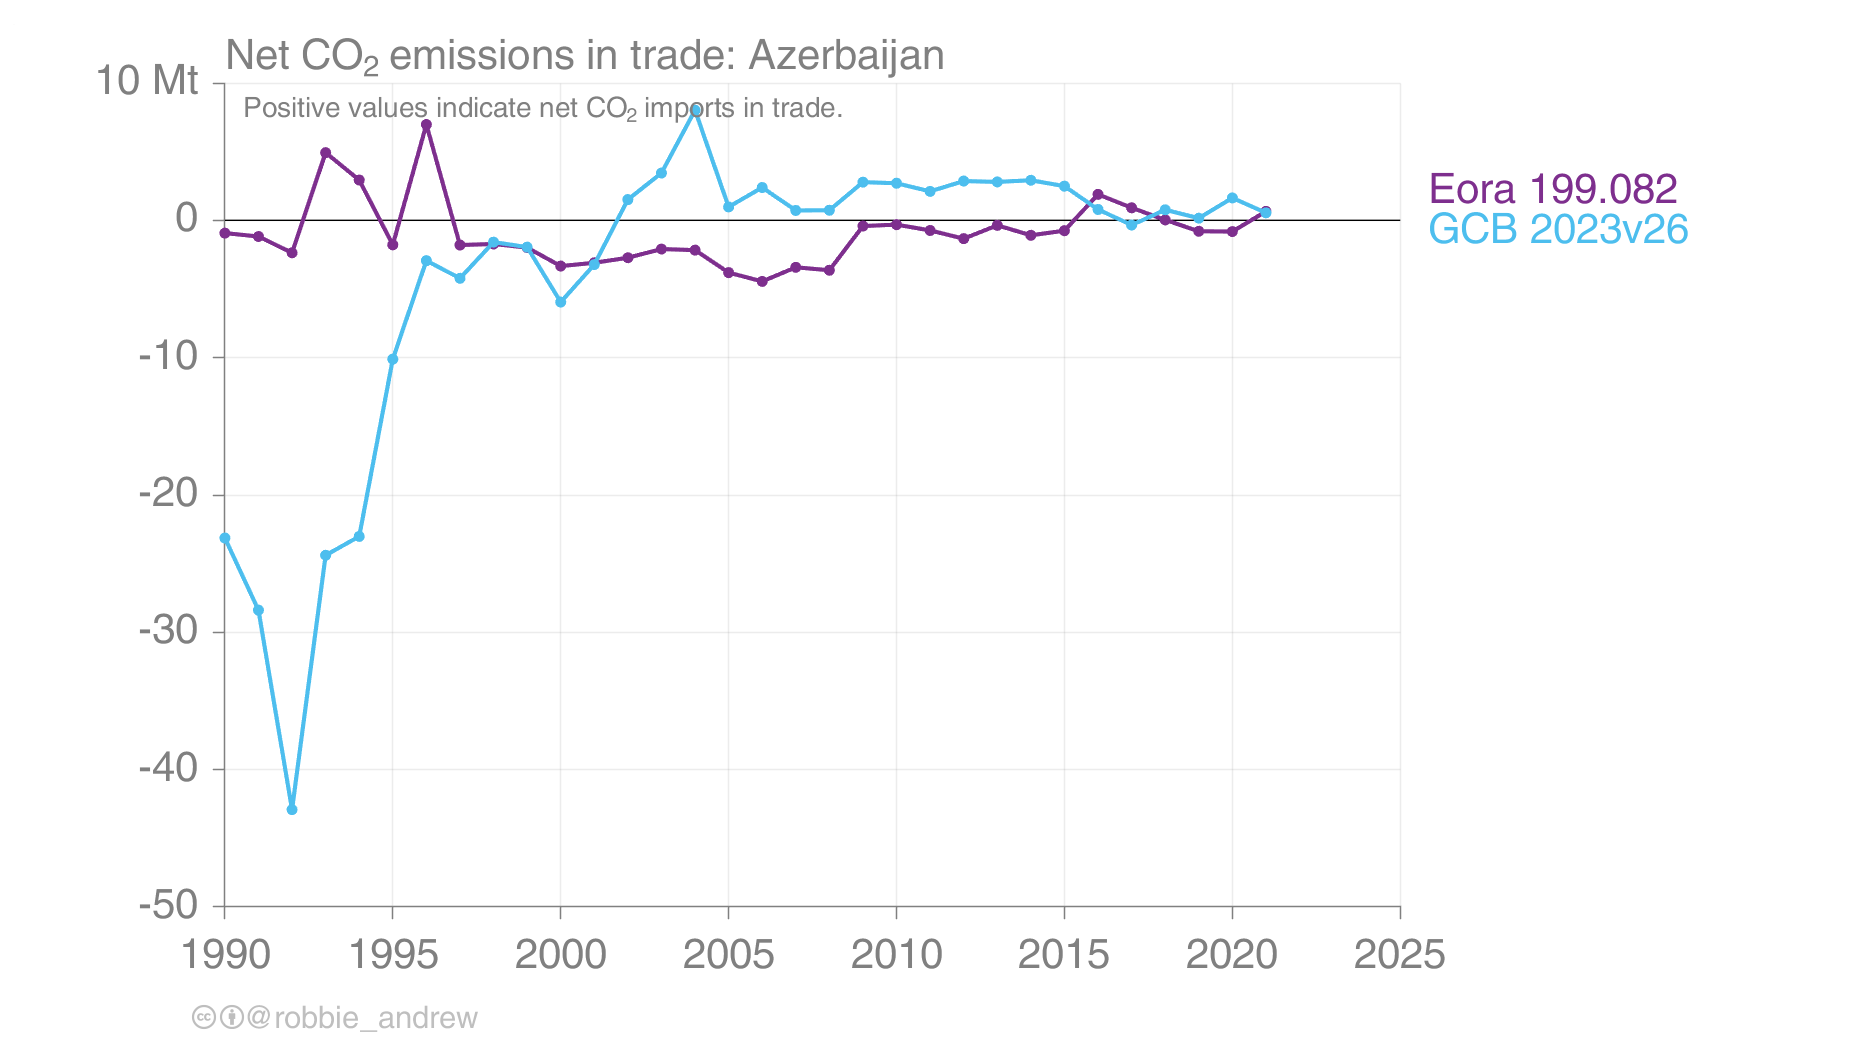 Net CO₂ emissions in trade: Azerbaijan
10 Mt
Positive values indicate net CO₂ imports in trade.
Eora 199.082
GCB 2023v26
0
-10
-20
-30
-40
-50
1990 1995 2000 2005 2010 2015 2020 2025
@robbie_andrew